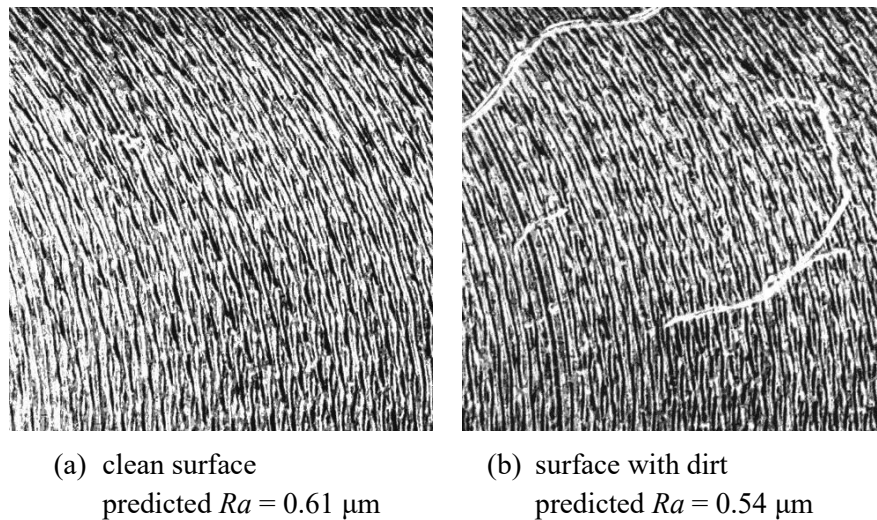 (a) clean surface
predicted Ra = 0.61 μm
(b) surface with dirt
predicted Ra = 0.54 μm